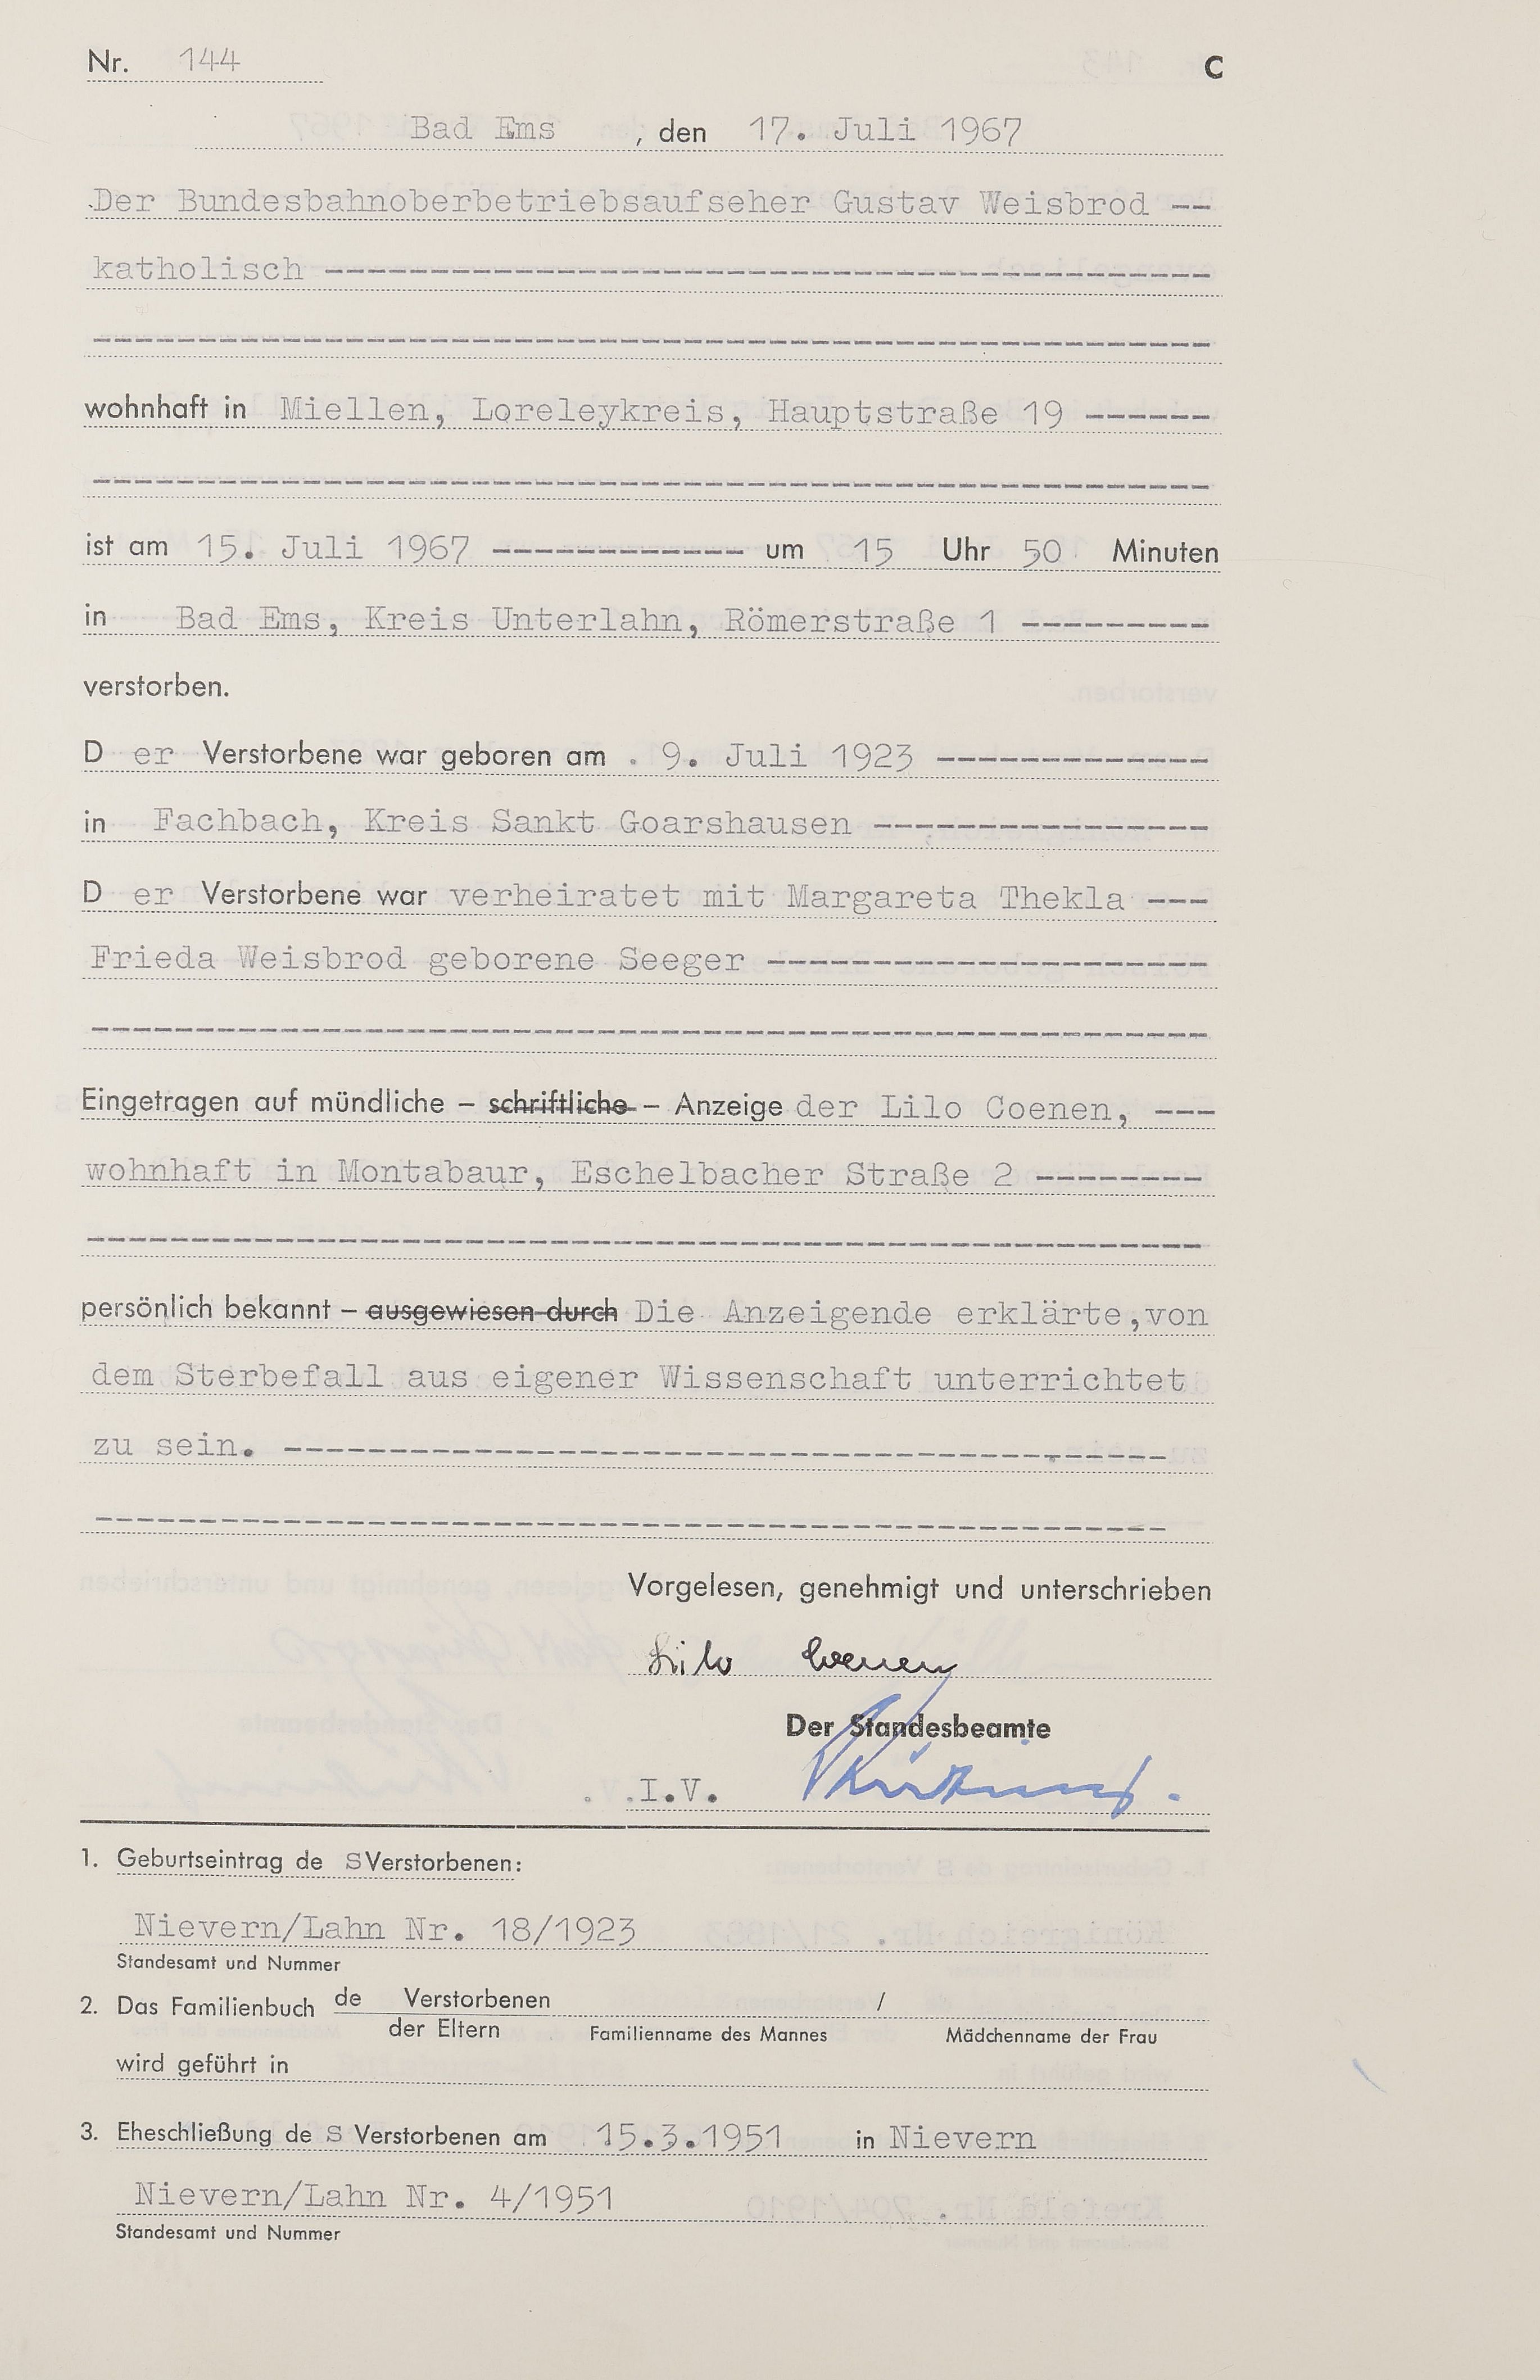 Nr. 144 C
Bad Ems , den 17. Juli 1967
Der Bundesbahnoberbetriebsaufseher Gustav Weisbrod --
katholisch ------------------------------------------
-----------------------------------------------------
wohnhaft in Miellen, Loreleykreis, Hauptstraße 19 ------
-----------------------------------------------------
ist am 15. Juli 1967 ------------ um 15 Uhr 50 Minuten
in Bad Ems, Kreis Unterlahn, Römerstraße 1 ---------
verstorben.
D er Verstorbene war geboren am 9. Juli 1923 -------------
in Fachbach, Kreis Sankt Goarshausen ----------------
D er Verstorbene war verheiratet mit Margareta Thekla ---
Frieda Weisbrod geborene Seeger ---------------------
-----------------------------------------------------
Eingetragen auf mündliche – schriftliche – Anzeige der Lilo Coenen, ---
wohnhaft in Montabaur, Eschelbacher Straße 2 --------
-----------------------------------------------------
persönlich bekannt – ausgewiesen durch Die Anzeigende erklärte,von
dem Sterbefall aus eigener Wissenschaft unterrichtet
zu sein. ------------------------------------------
---------------------------------------------------
Vorgelesen, genehmigt und unterschrieben
Lilo Coenen
Der Standesbeamte
I.V.
1. Geburtseintrag de s Verstorbenen:
Nievern/Lahn Nr. 18/1923
Standesamt und Nummer
2. Das Familienbuch de Verstorbenen /
der Eltern Familienname des Mannes Mädchenname der Frau
wird geführt in
3. Eheschließung de s Verstorbenen am 15.3.1951 in Nievern
Nievern/Lahn Nr. 4/1951
Standesamt und Nummer